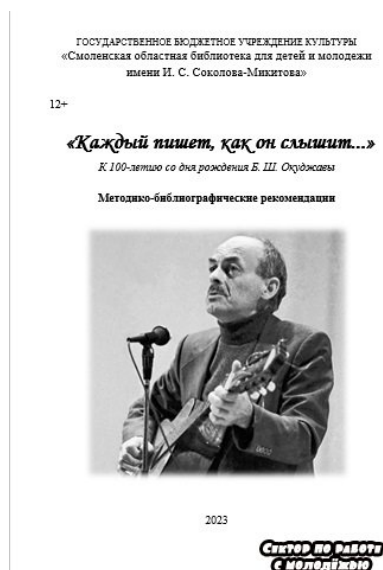 ГОСУДАРСТВЕННОЕ БЮДЖЕТНОЕ УЧРЕЖДЕНИЕ КУЛЬТУРЫ
«Смоленская областная библиотека для детей и молодежи
имени И. С. Соколова-Микитова»
12+
«Каждый пишет, как он слышит...»
К 100-летию со дня рождения Б. Ш. Окуджавы
Методико-библиографические рекомендации
2023
Сектор по работе
с молодёжью